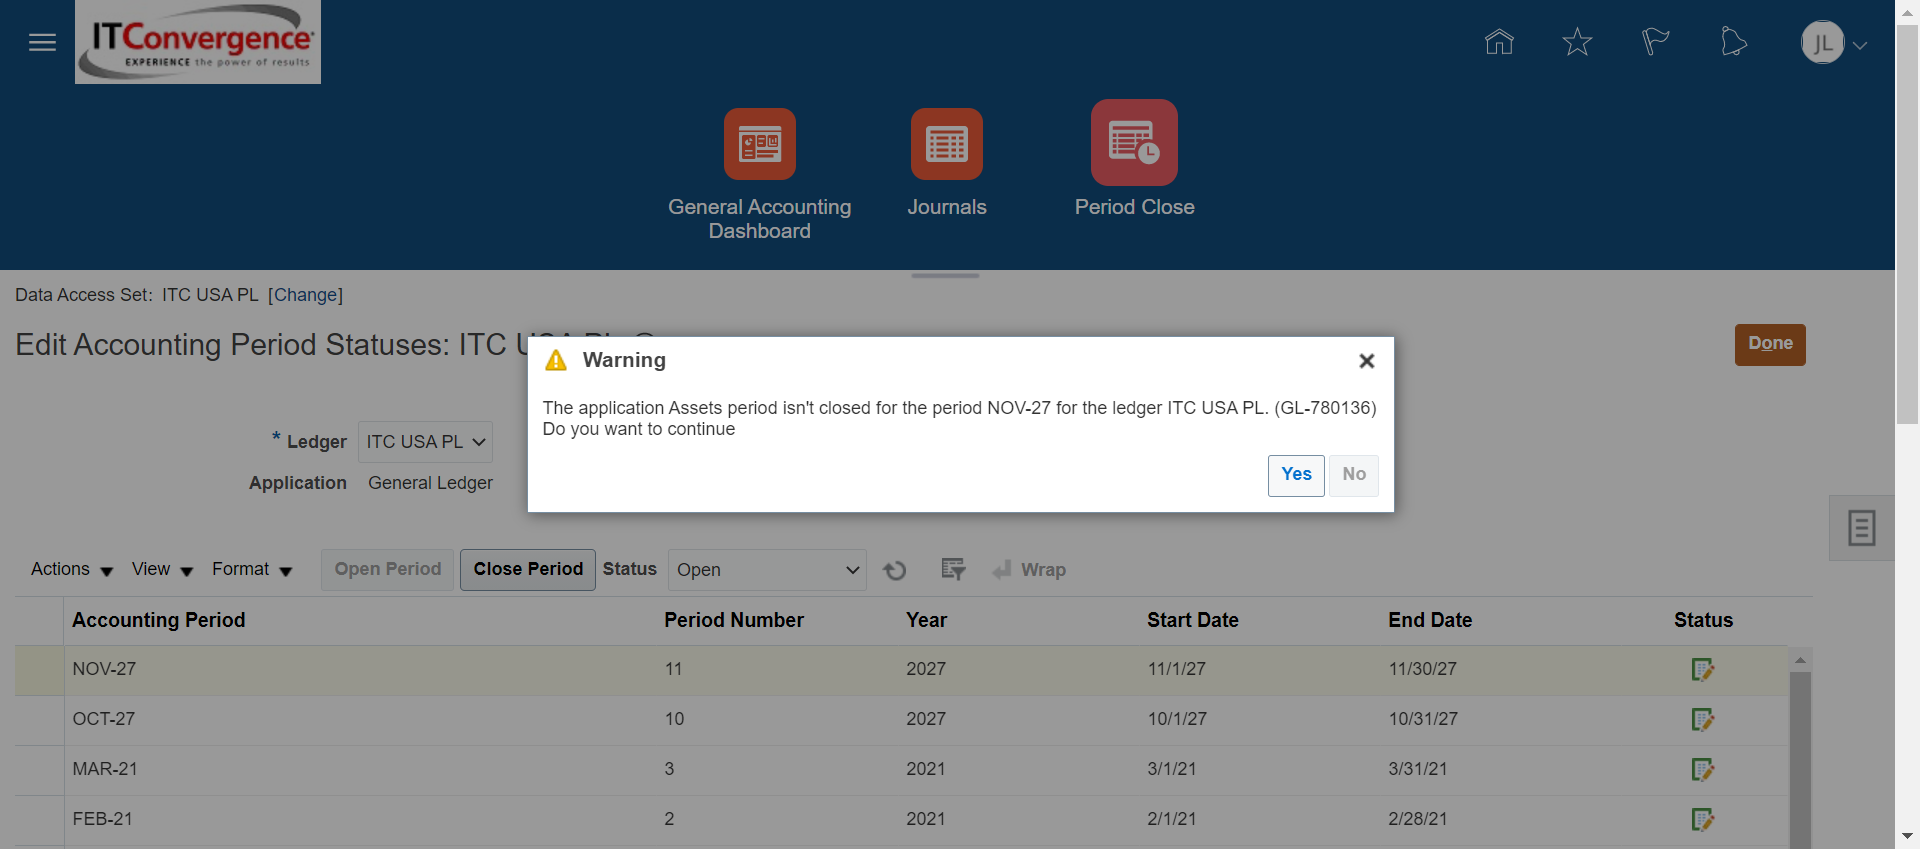 ITConvergence
EXPERIENCE the power of results
JL
General Accounting
Dashboard
Journals
Period Close
Data Access Set: ITC USA PL [Change]
Edit Accounting Period Statuses: ITC
Done
Warning
The application Assets period isn't closed for the period NOV-27 for the ledger ITC USA PL. (GL-780136)
Do you want to continue
Yes No
* Ledger ITC USA PL
Application General Ledger
Actions View Format Open Period Close Period Status Open Wrap
Accounting Period Period Number Year Start Date End Date Status
NOV-27 11 2027 11/1/27 11/30/27
OCT-27 10 2027 10/1/27 10/31/27
MAR-21 3 2021 3/1/21 3/31/21
FEB-21 2 2021 2/1/21 2/28/21